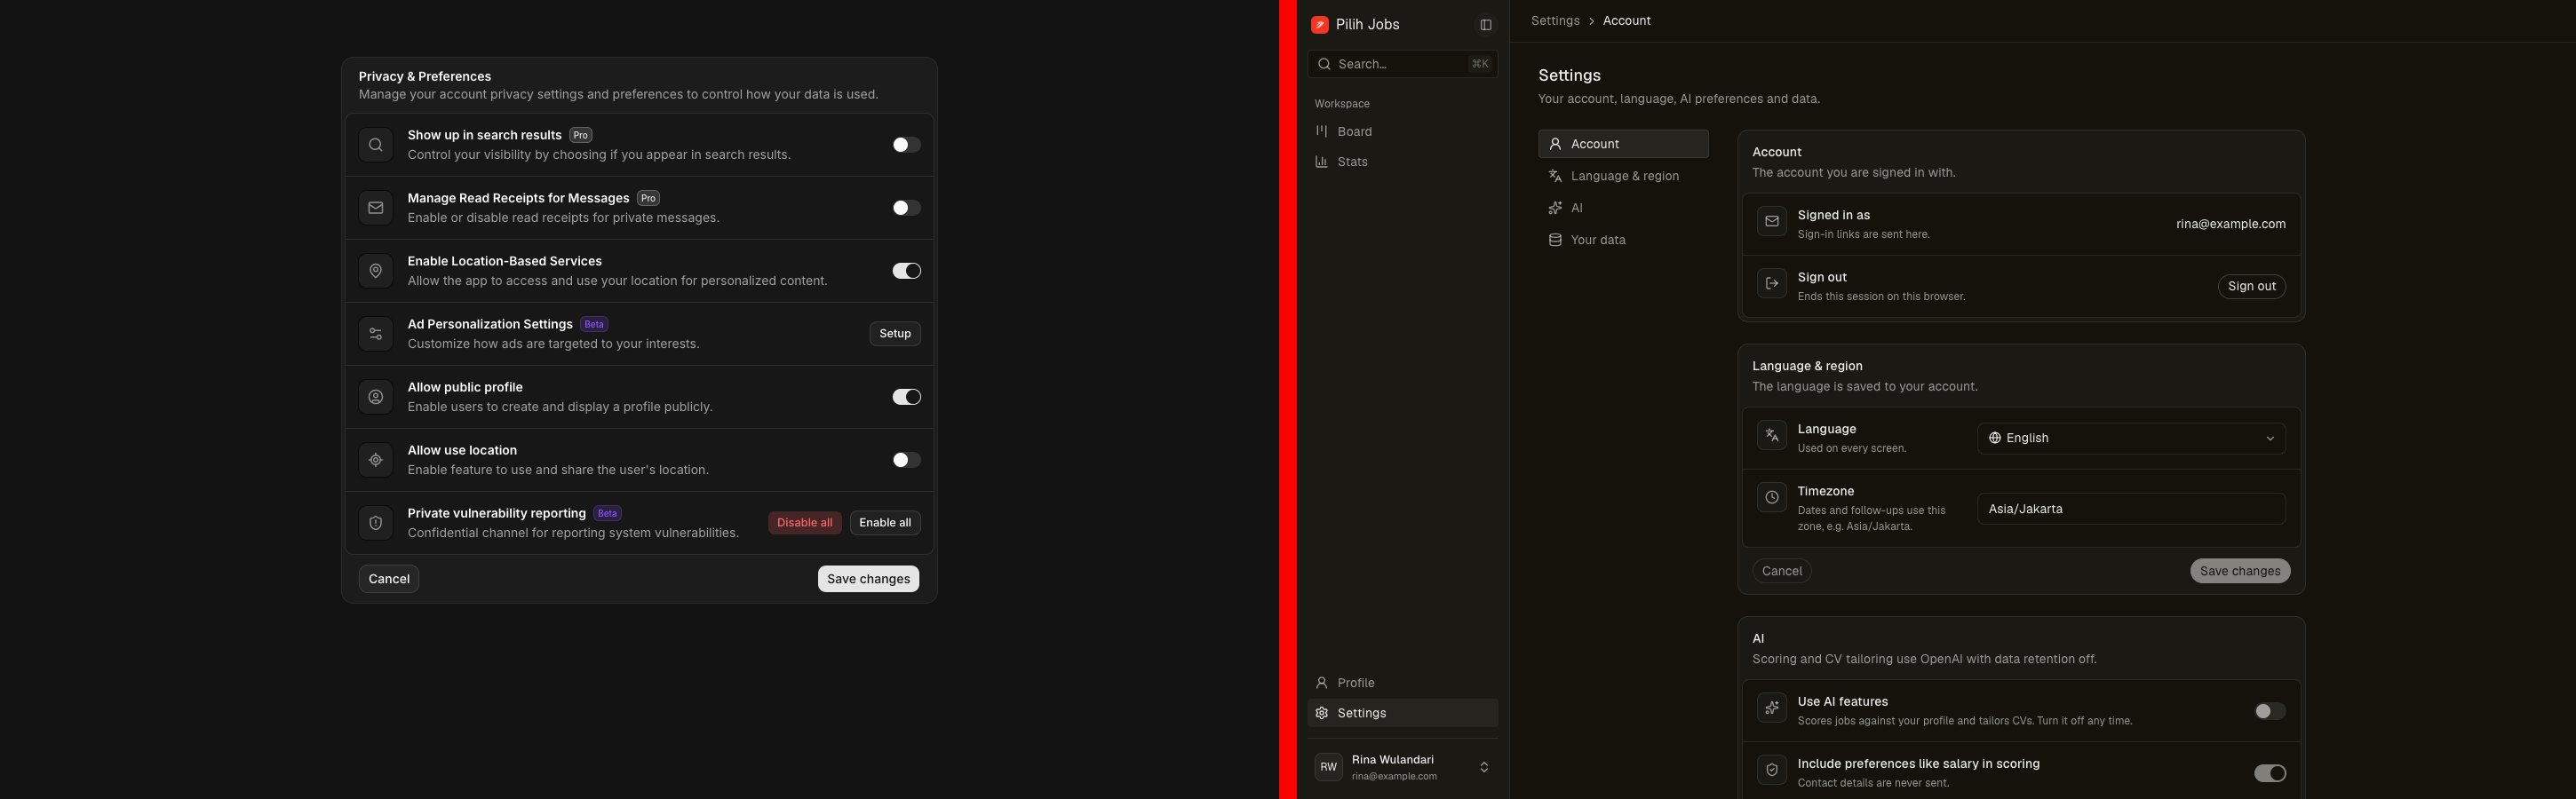 Privacy & Preferences
Manage your account privacy settings and preferences to control how your data is used.
Show up in search results Pro
Control your visibility by choosing if you appear in search results.
Manage Read Receipts for Messages Pro
Enable or disable read receipts for private messages.
Enable Location-Based Services
Allow the app to access and use your location for personalized content.
Ad Personalization Settings Beta
Customize how ads are targeted to your interests.
Setup
Allow public profile
Enable users to create and display a profile publicly.
Allow use location
Enable feature to use and share the user's location.
Private vulnerability reporting Beta
Confidential channel for reporting system vulnerabilities.
Disable all
Enable all
Cancel
Save changes
Pilih Jobs
Search... ⌘K
Workspace
Board
Stats
Profile
Settings
RW
Rina Wulandari
rina@example.com
Settings > Account
Settings
Your account, language, AI preferences and data.
Account
Language & region
AI
Your data
Account
The account you are signed in with.
Signed in as
Sign-in links are sent here.
rina@example.com
Sign out
Ends this session on this browser.
Sign out
Language & region
The language is saved to your account.
Language
Used on every screen.
English
Timezone
Dates and follow-ups use this
zone, e.g. Asia/Jakarta.
Asia/Jakarta
Cancel
Save changes
AI
Scoring and CV tailoring use OpenAI with data retention off.
Use AI features
Scores jobs against your profile and tailors CVs. Turn it off any time.
Include preferences like salary in scoring
Contact details are never sent.